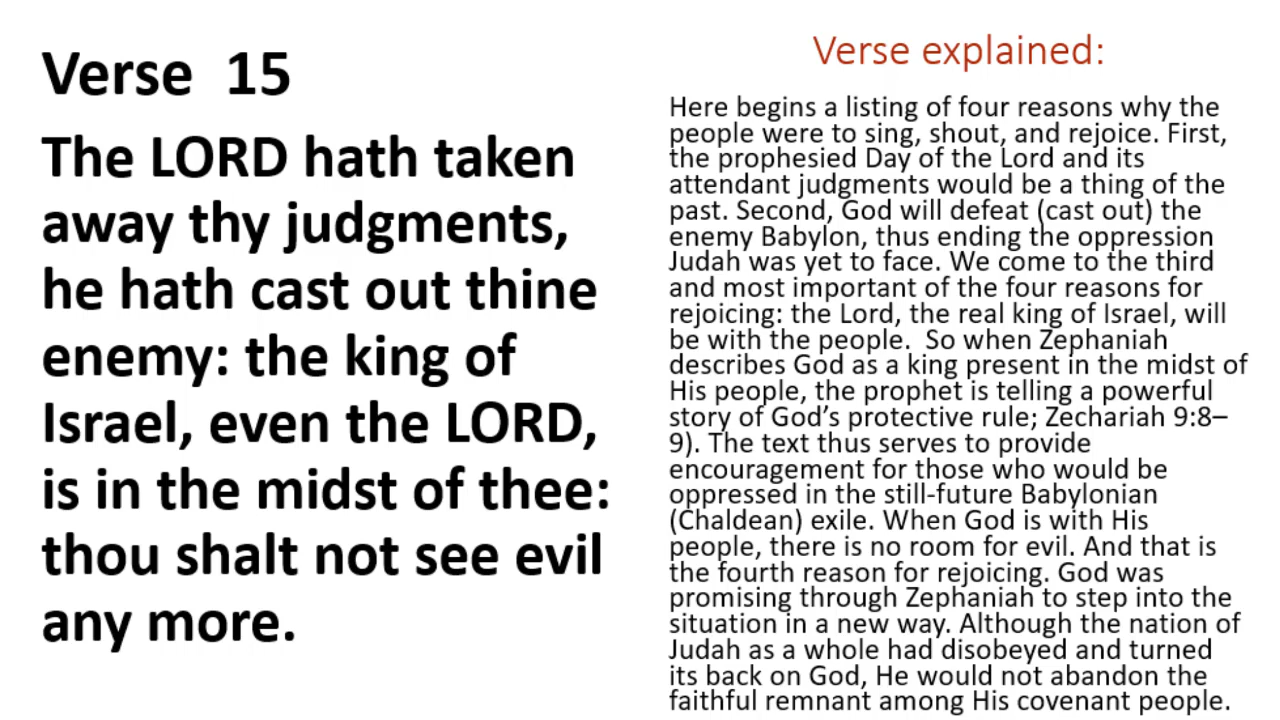 Verse  15
The LORD hath taken
away thy judgments,
he hath cast out thine
enemy: the king of
Israel, even the LORD,
is in the midst of thee:
thou shalt not see evil
any more.
Verse explained:
Here begins a listing of four reasons why the
people were to sing, shout, and rejoice. First,
the prophesied Day of the Lord and its
attendant judgments would be a thing of the
past. Second, God will defeat (cast out) the
enemy Babylon, thus ending the oppression
Judah was yet to face. We come to the third
and most important of the four reasons for
rejoicing: the Lord, the real king of Israel, will
be with the people.  So when Zephaniah
describes God as a king present in the midst of
His people, the prophet is telling a powerful
story of God’s protective rule; Zechariah 9:8–
9). The text thus serves to provide
encouragement for those who would be
oppressed in the still-future Babylonian
(Chaldean) exile. When God is with His
people, there is no room for evil. And that is
the fourth reason for rejoicing. God was
promising through Zephaniah to step into the
situation in a new way. Although the nation of
Judah as a whole had disobeyed and turned
its back on God, He would not abandon the
faithful remnant among His covenant people.